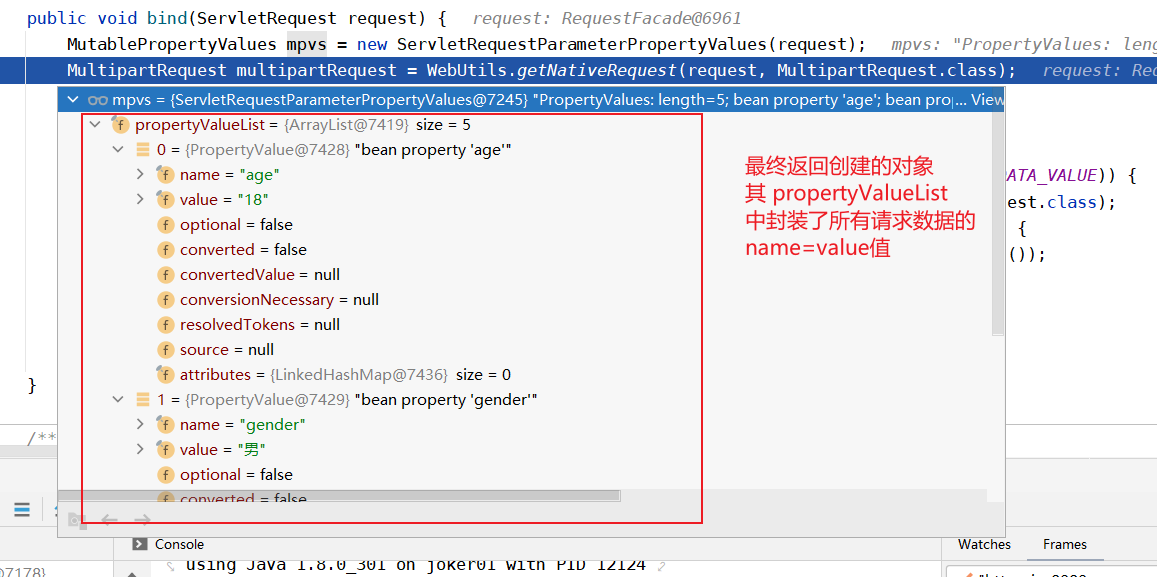 public void bind(ServletRequest request) { request: RequestFacade@6961
MutablePropertyValues mpvs = new ServletRequestParameterPropertyValues(request); mpvs: "PropertyValues: leng
MultipartRequest multipartRequest = WebUtils.getNativeRequest(request, MultipartRequest.class); request: Rec
mpvs = {ServletRequestParameterPropertyValues@7245} "PropertyValues: length=5; bean property 'age'; bean pro... View
propertyValueList = {ArrayList@7419} size = 5
0 = {PropertyValue@7428} "bean property 'age'"
name = "age"
value = "18"
optional = false
converted = false
convertedValue = null
conversionNecessary = null
resolvedTokens = null
source = null
attributes = {LinkedHashMap@7436} size = 0
1 = {PropertyValue@7429} "bean property 'gender'"
name = "gender"
value = "男"
optional = false
converted = false
最终返回创建的对象
其 propertyValueList
中封装了所有请求数据的
name=value值
ATA_VALUE)) {
est.class);
{
());
}
/**
Console
Watches
Frames
@7178}
using Java 1.8.0_301 on joker01 with PID 12124